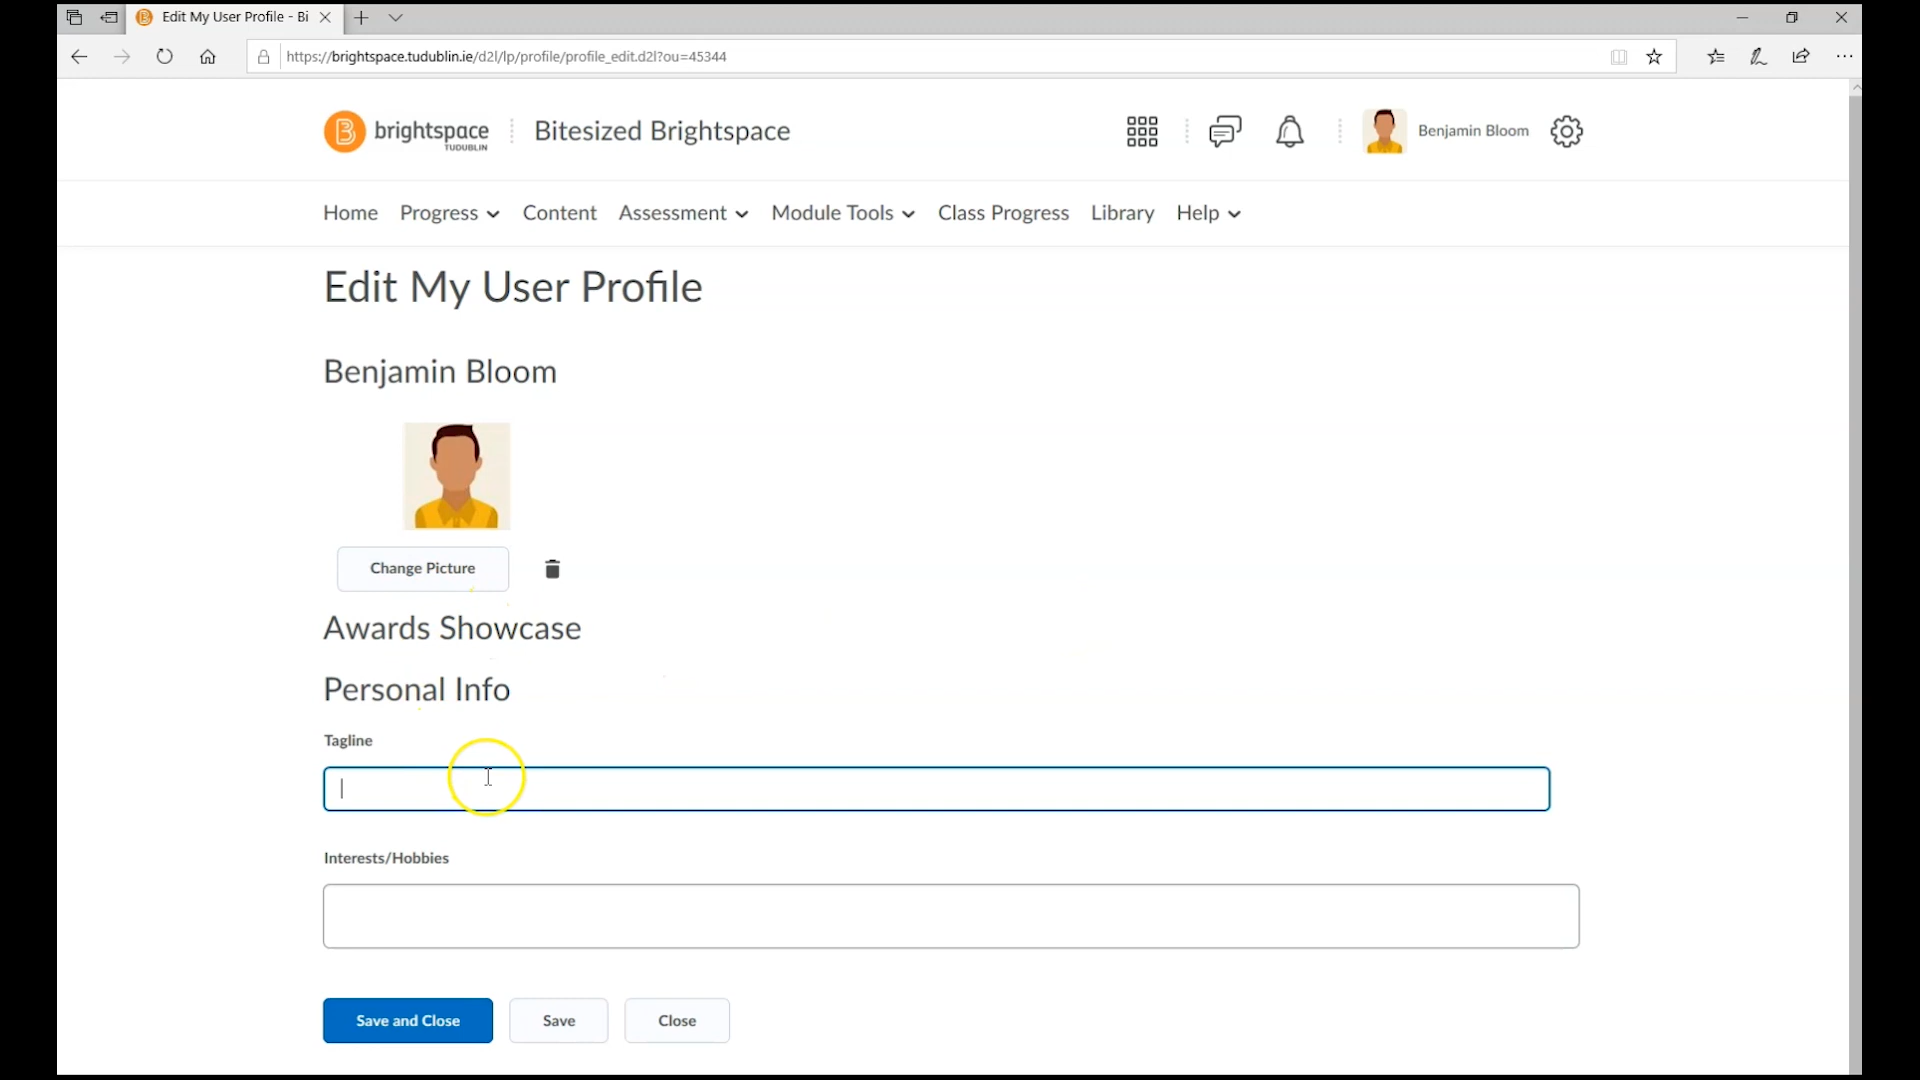 Edit My User Profile - Bi
https://brightspace.tudublin.ie/d2l/lp/profile/profile_edit.d2l?ou=45344
brightspace
TUDUBLIN
Bitesized Brightspace
Benjamin Bloom
Home Progress Content Assessment Module Tools Class Progress Library Help
Edit My User Profile
Benjamin Bloom
Change Picture
Awards Showcase
Personal Info
Tagline
Interests/Hobbies
Save and Close Save Close